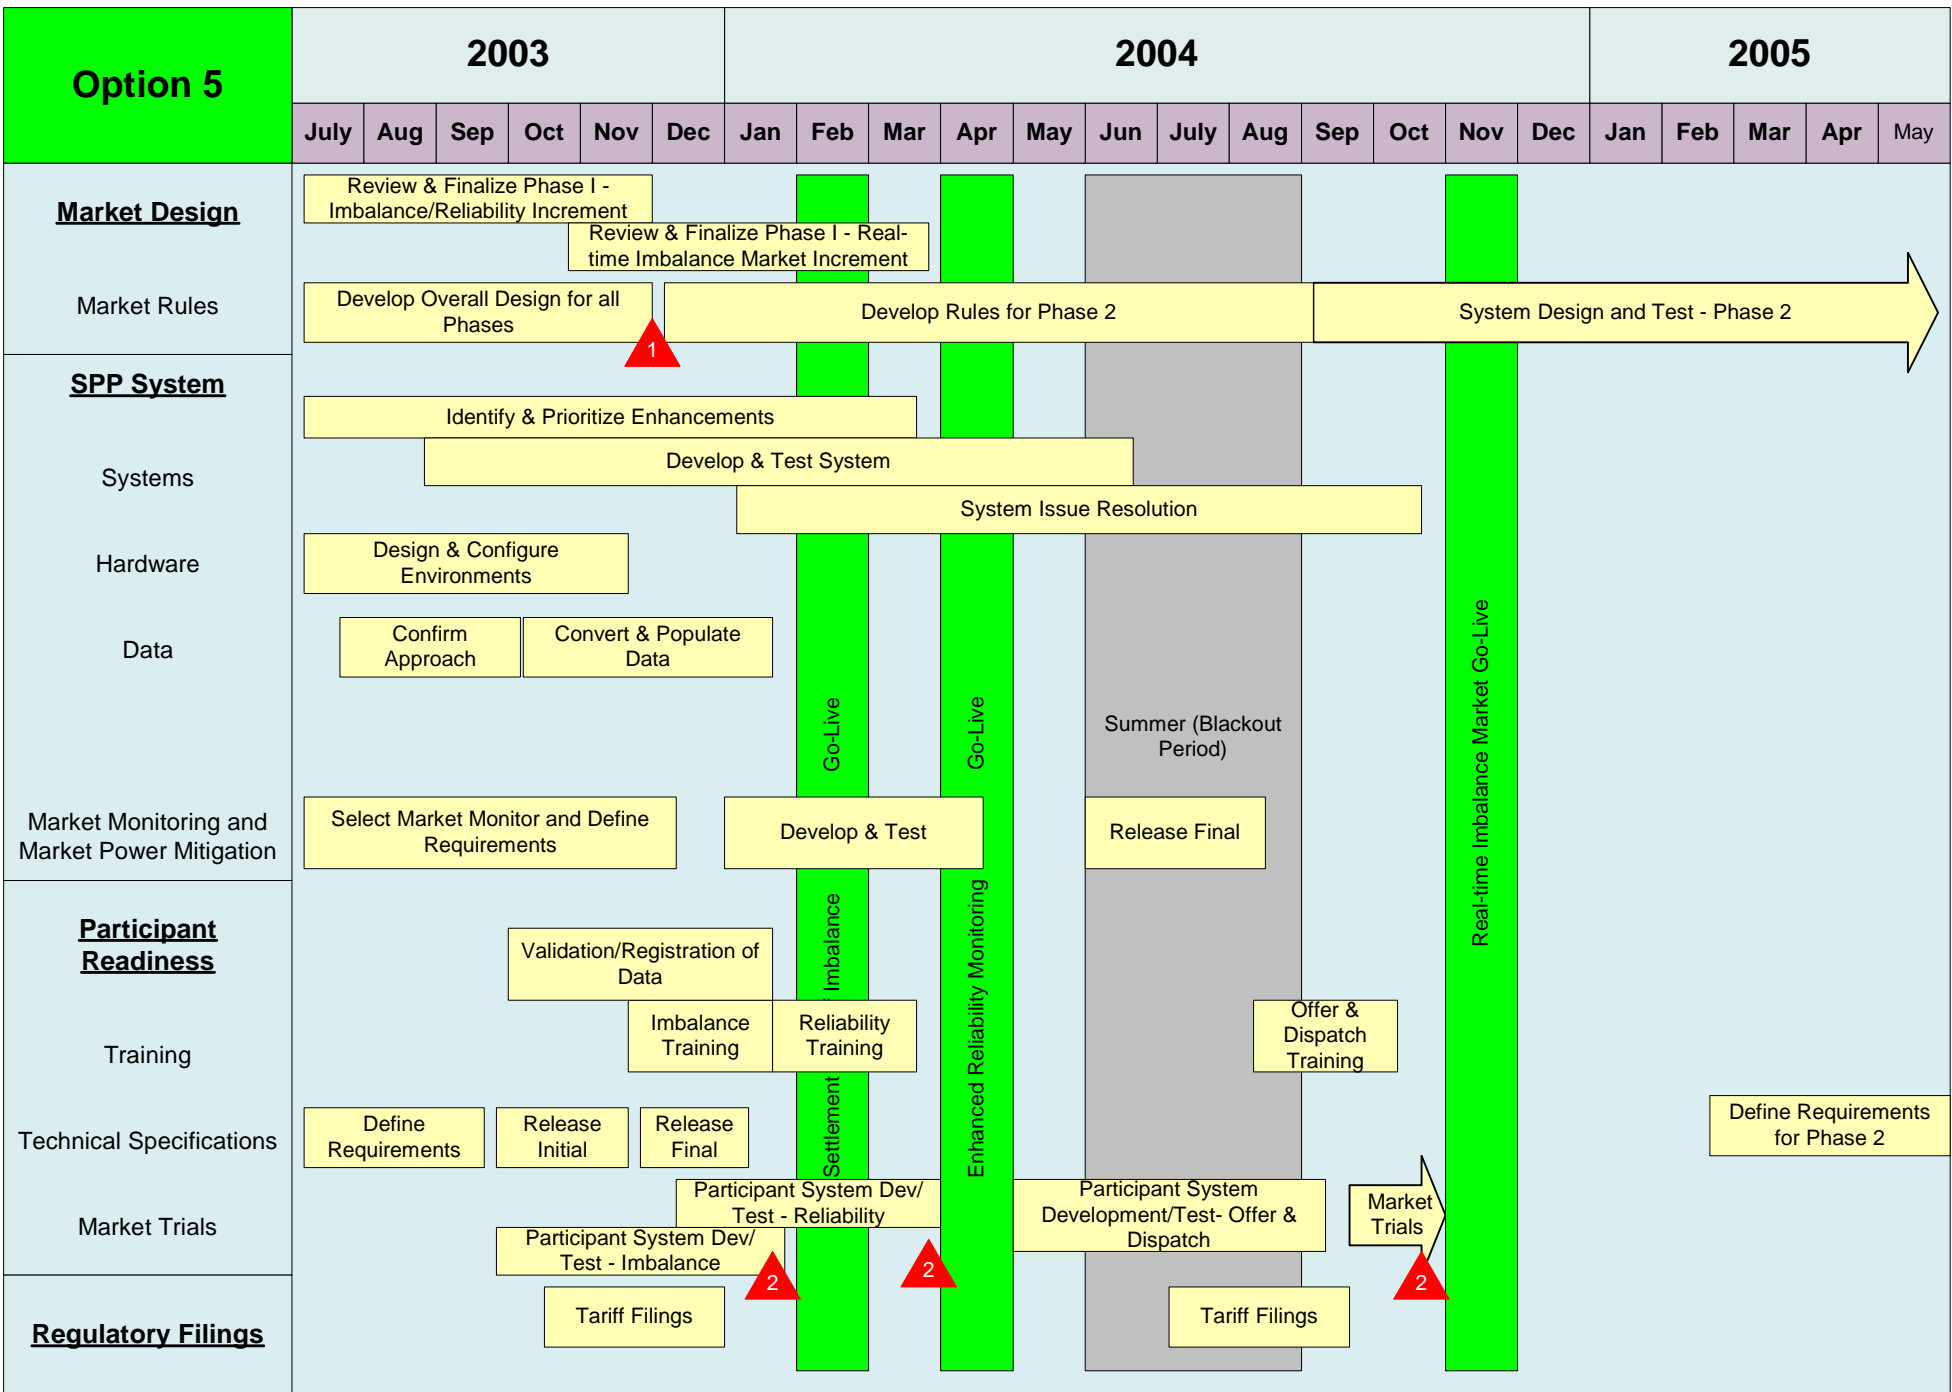 Option 5
2003
2004
2005
July Aug Sep Oct Nov Dec Jan Feb Mar Apr May Jun July Aug Sep Oct Nov Dec Jan Feb Mar Apr May
Market Design
Review & Finalize Phase I -
Imbalance/Reliability Increment
Review & Finalize Phase I - Real-
time Imbalance Market Increment
Market Rules
Develop Overall Design for all
Phases
1
Develop Rules for Phase 2
System Design and Test - Phase 2
SPP System
Identify & Prioritize Enhancements
Systems
Develop & Test System
System Issue Resolution
Hardware
Design & Configure
Environments
Data
Confirm
Approach
Convert & Populate
Data
Settlement Imbalance Go-Live
Enhanced Reliability Monitoring Go-Live
Summer (Blackout
Period)
Real-time Imbalance Market Go-Live
Market Monitoring and
Market Power Mitigation
Select Market Monitor and Define
Requirements
Develop & Test
Release Final
Participant
Readiness
Validation/Registration of
Data
Training
Imbalance
Training
Reliability
Training
Offer &
Dispatch
Training
Technical Specifications
Define
Requirements
Release
Initial
Release
Final
Define Requirements
for Phase 2
Market Trials
Participant System Dev/
Test - Reliability
Participant System
Development/Test- Offer &
Dispatch
Market
Trials
Participant System Dev/
Test - Imbalance
2
2
2
Regulatory Filings
Tariff Filings
Tariff Filings